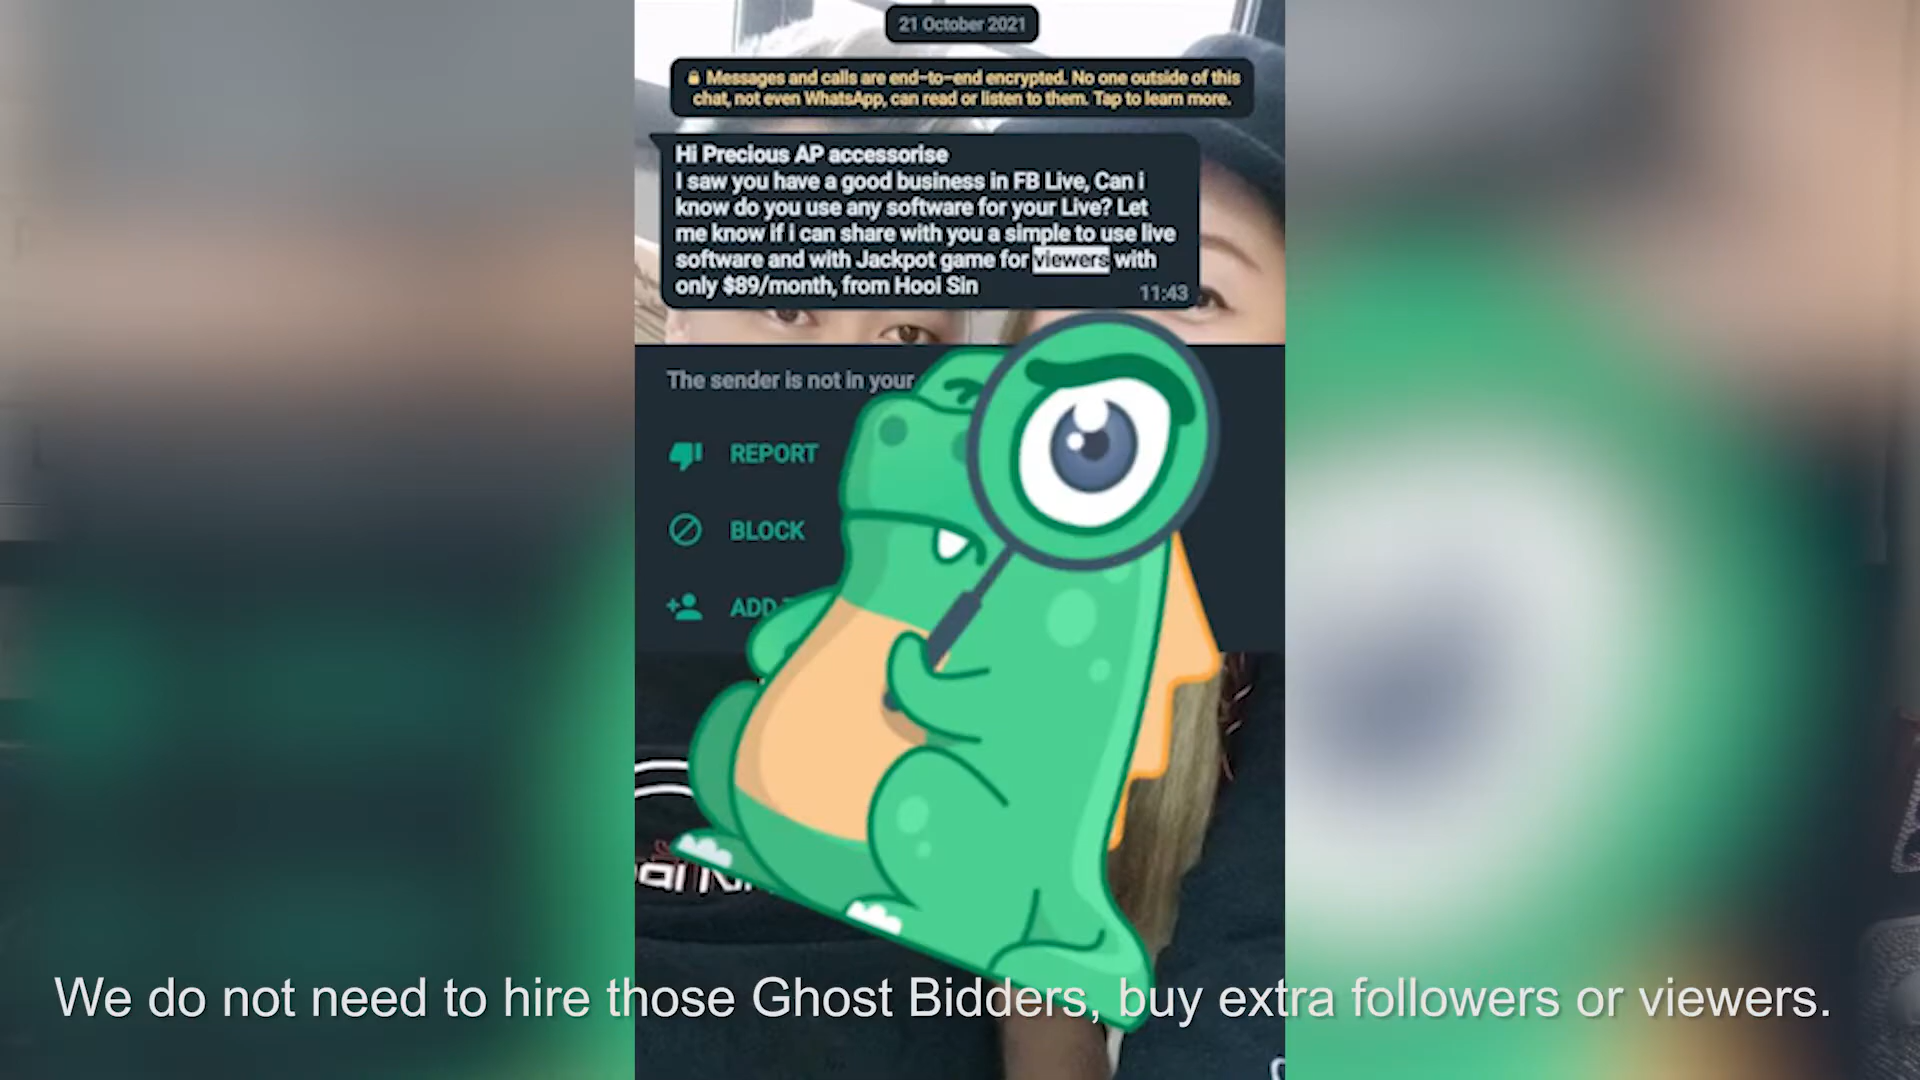 21 October 2021
Messages and calls are end-to-end encrypted. No one outside of this
chat, not even WhatsApp, can read or listen to them. Tap to learn more.
Hi Precious AP accessorise
I saw you have a good business in FB Live, Can i
know do you use any software for your Live? Let
me know if i can share with you a simple to use live
software and with Jackpot game for viewers with
only $89/month, from Hooi Sin
11:43
The sender is not in your
REPORT
BLOCK
ADD
We do not need to hire those Ghost Bidders, buy extra followers or viewers.